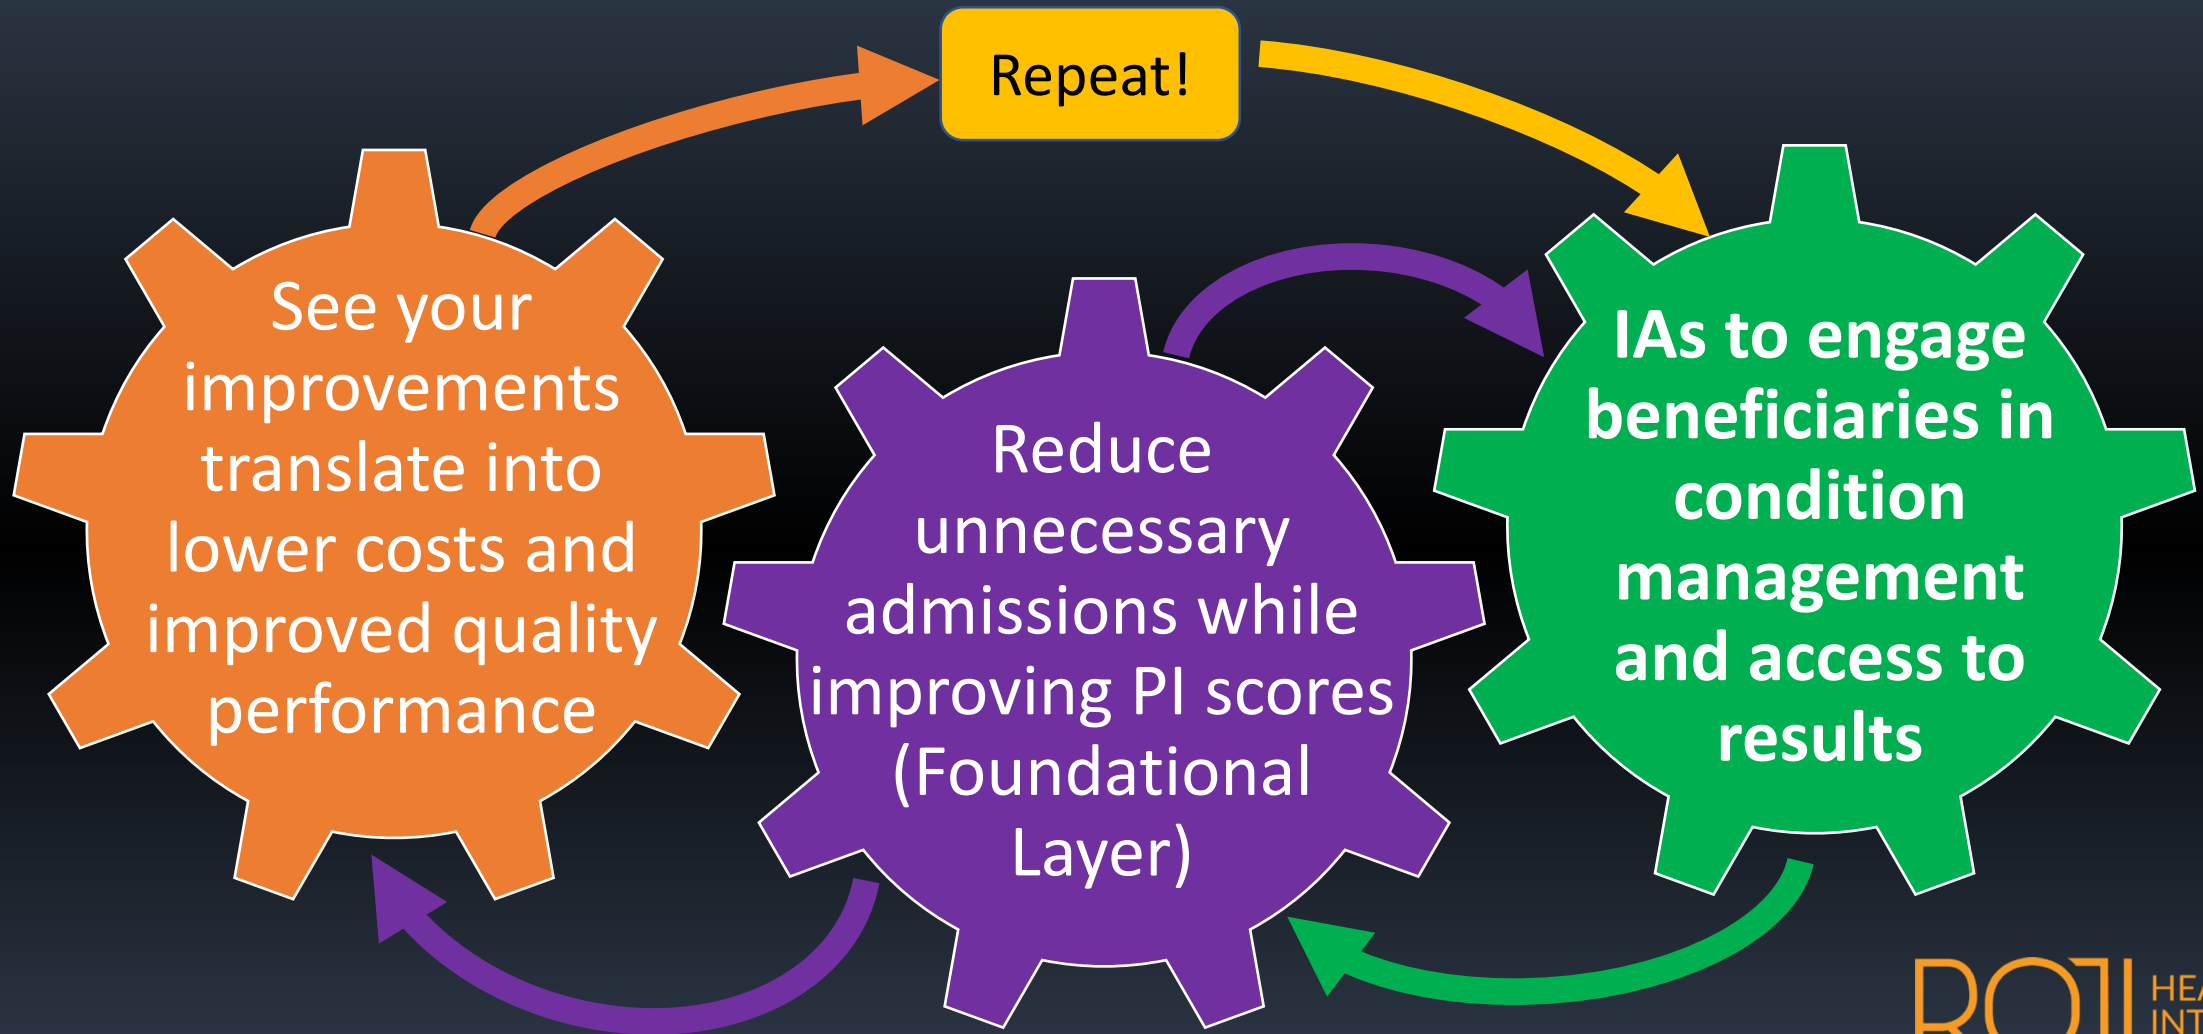 Repeat!
See your
improvements
translate into
lower costs and
improved quality
performance
Reduce
unnecessary
admissions while
improving PI scores
(Foundational
Layer)
IAs to engage
beneficiaries in
condition
management
and access to
results